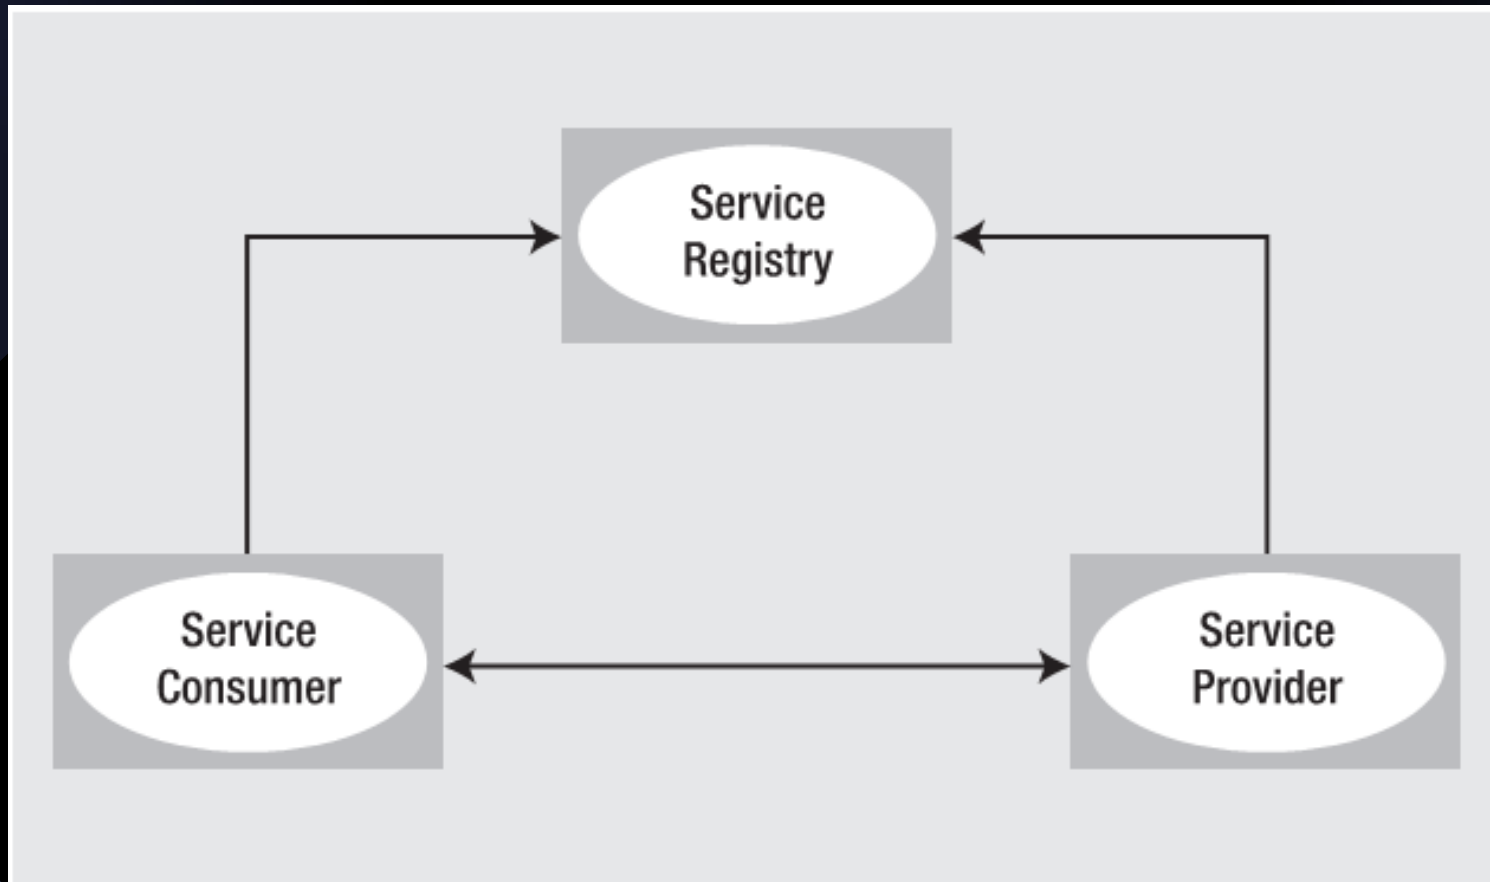 Service
Registry
Service
Consumer
Service
Provider